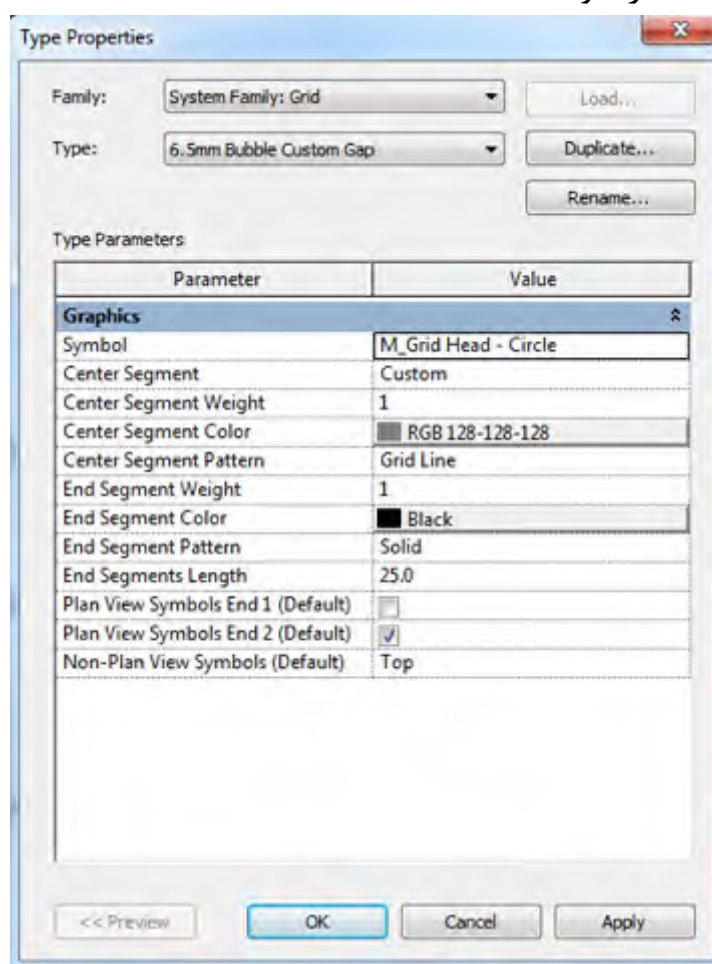 Type Properties
Family: System Family: Grid Load...
Type: 6.5mm Bubble Custom Gap Duplicate...
Rename...
Type Parameters
Parameter Value
Graphics
Symbol M_Grid Head - Circle
Center Segment Custom
Center Segment Weight 1
Center Segment Color RGB 128-128-128
Center Segment Pattern Grid Line
End Segment Weight 1
End Segment Color Black
End Segment Pattern Solid
End Segments Length 25.0
Plan View Symbols End 1 (Default)
Plan View Symbols End 2 (Default)
Non-Plan View Symbols (Default) Top
<< Preview OK Cancel Apply